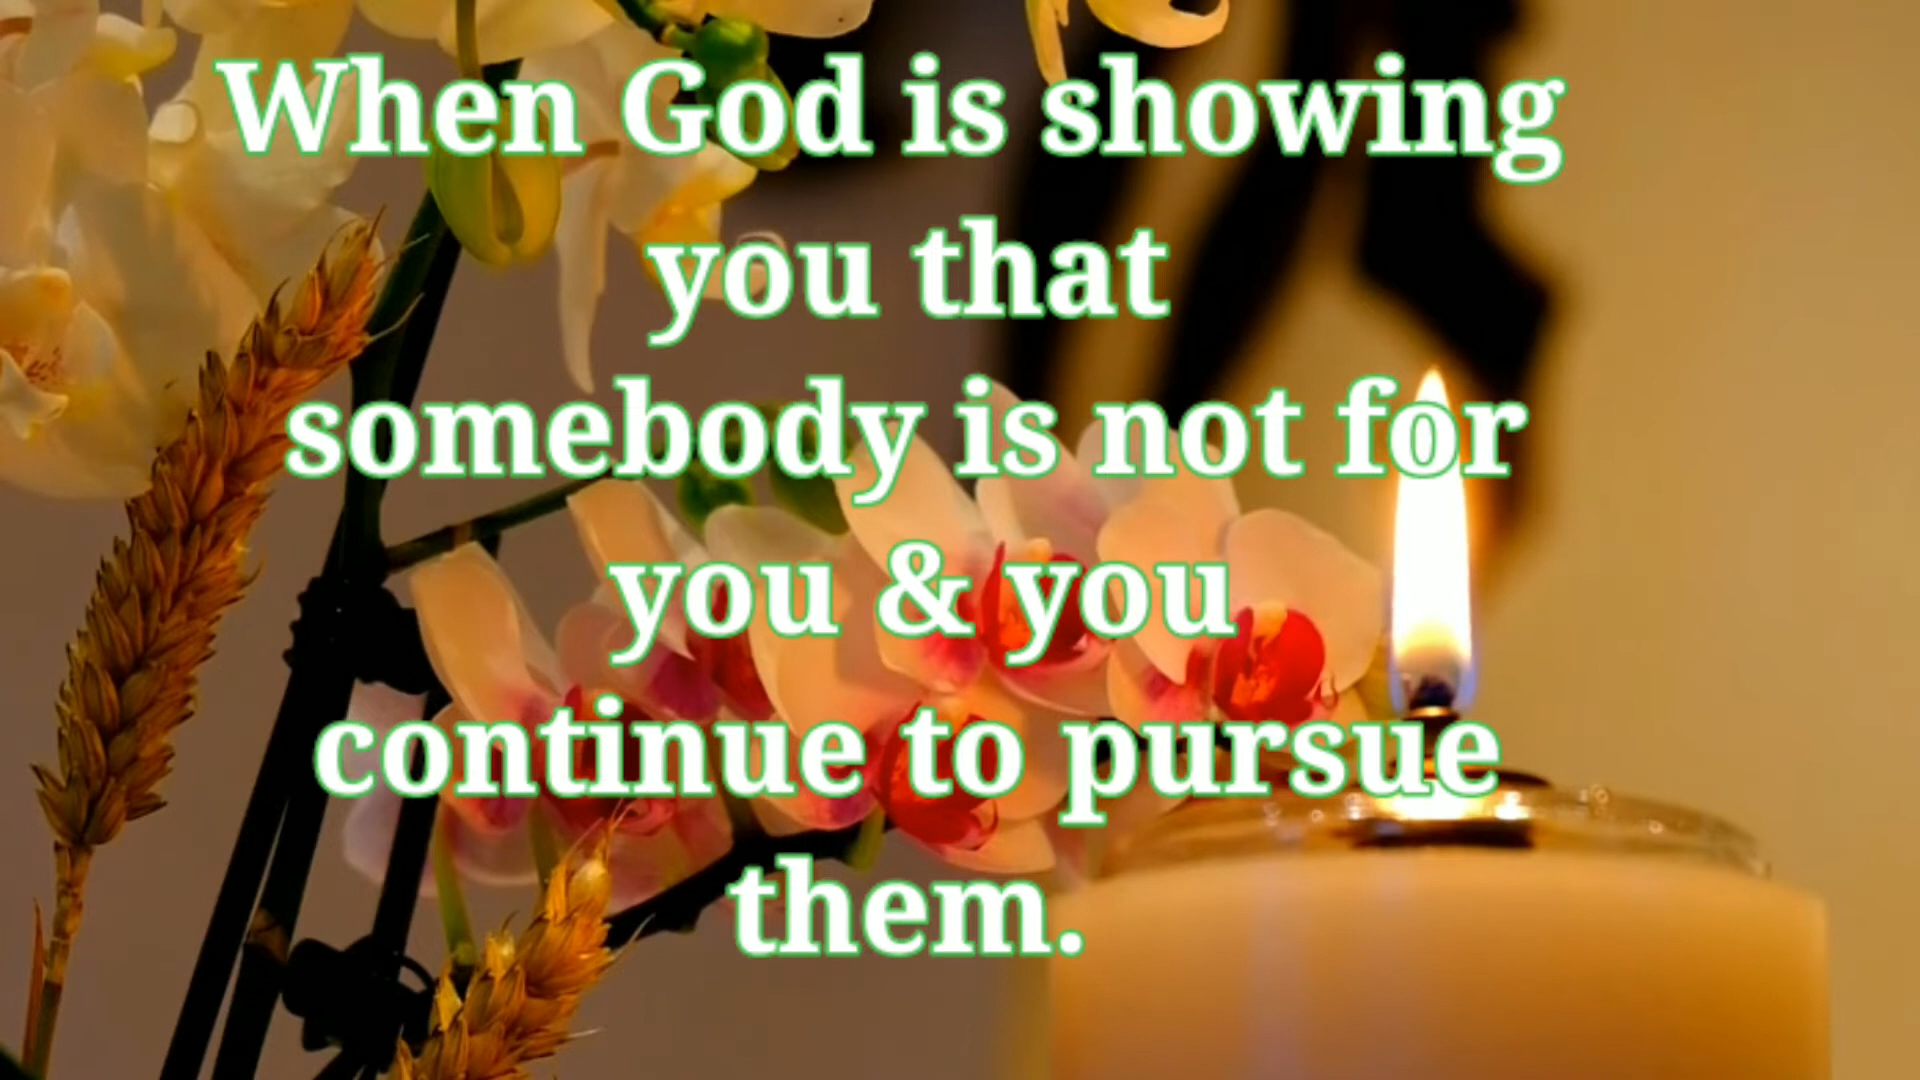 When God is showing
you that
somebody is not for
you & you
continue to pursue
them.